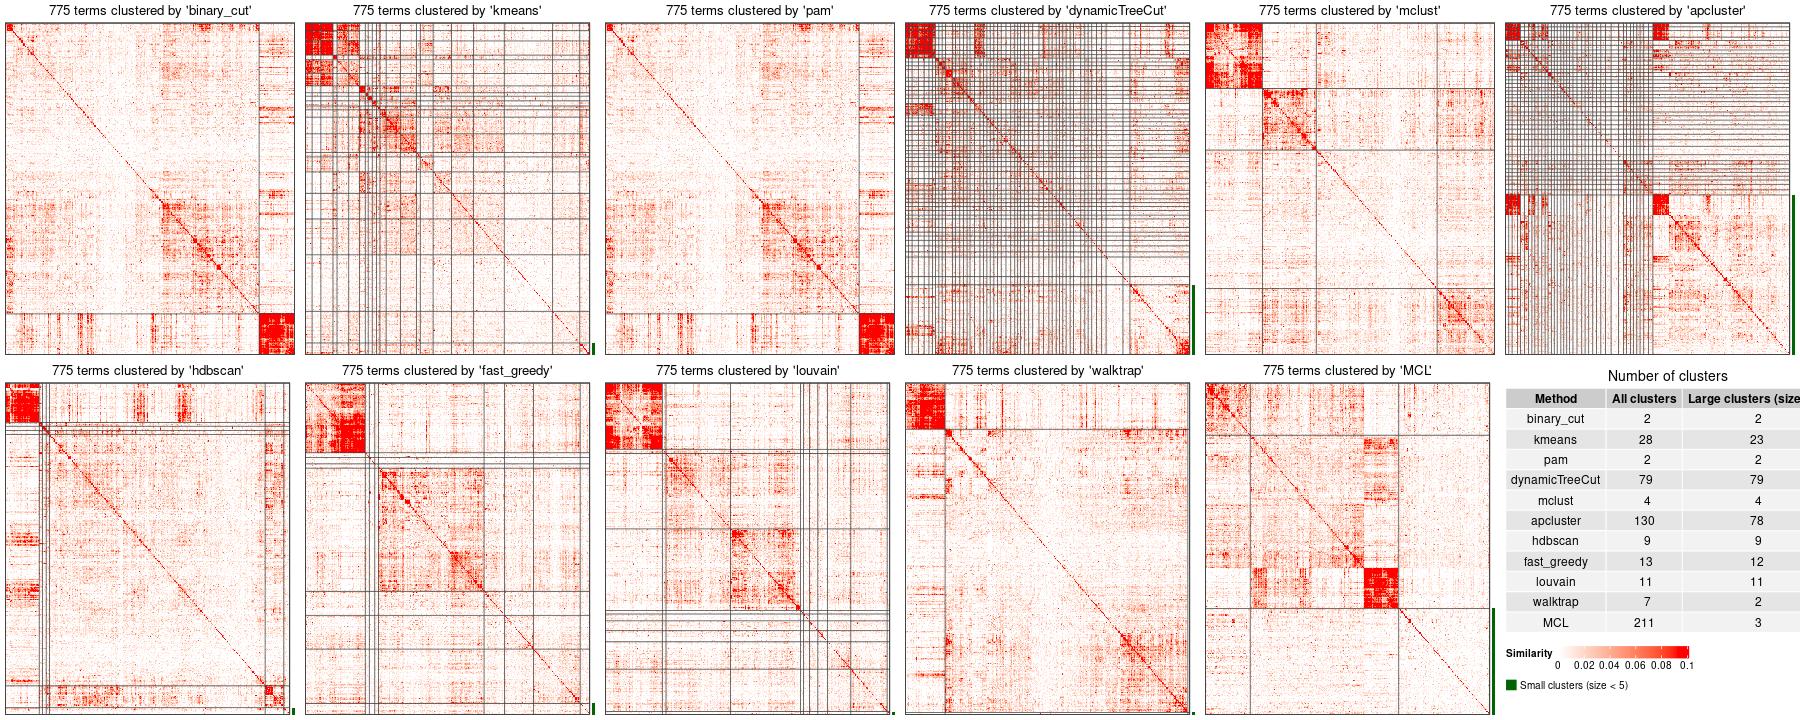 775 terms clustered by 'binary_cut'
775 terms clustered by 'kmeans'
775 terms clustered by 'pam'
775 terms clustered by 'dynamicTreeCut'
775 terms clustered by 'mclust'
775 terms clustered by 'apcluster'
775 terms clustered by 'hdbscan'
775 terms clustered by 'fast_greedy'
775 terms clustered by 'louvain'
775 terms clustered by 'walktrap'
775 terms clustered by 'MCL'
Number of clusters
Method All clusters Large clusters (size
binary_cut 2 2
kmeans 28 23
pam 2 2
dynamicTreeCut 79 79
mclust 4 4
apcluster 130 78
hdbscan 9 9
fast_greedy 13 12
louvain 11 11
walktrap 7 2
MCL 211 3
Similarity
0 0.02 0.04 0.06 0.08 0.1
Small clusters (size < 5)